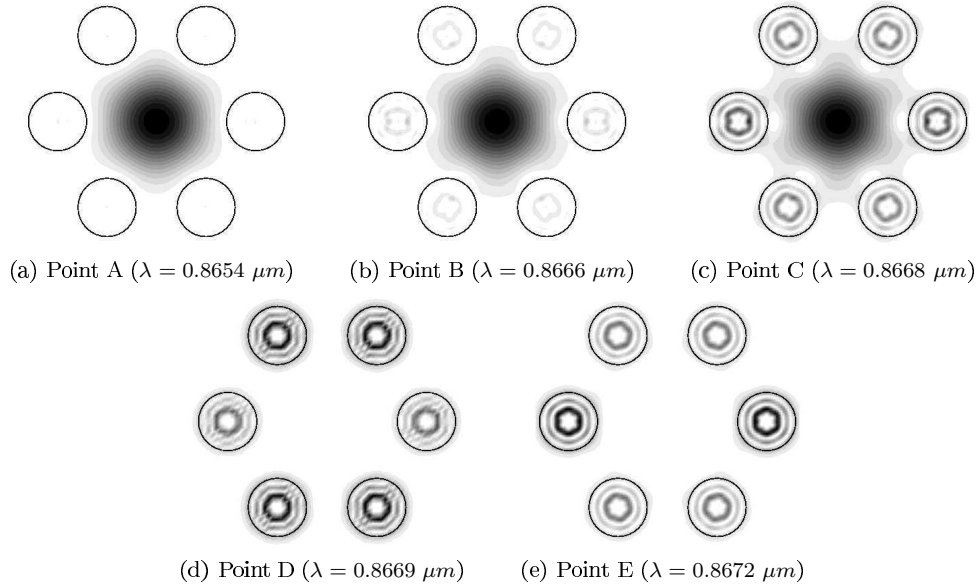 (a) Point A (λ = 0.8654 μm)
(b) Point B (λ = 0.8666 μm)
(c) Point C (λ = 0.8668 μm)
(d) Point D (λ = 0.8669 μm)
(e) Point E (λ = 0.8672 μm)